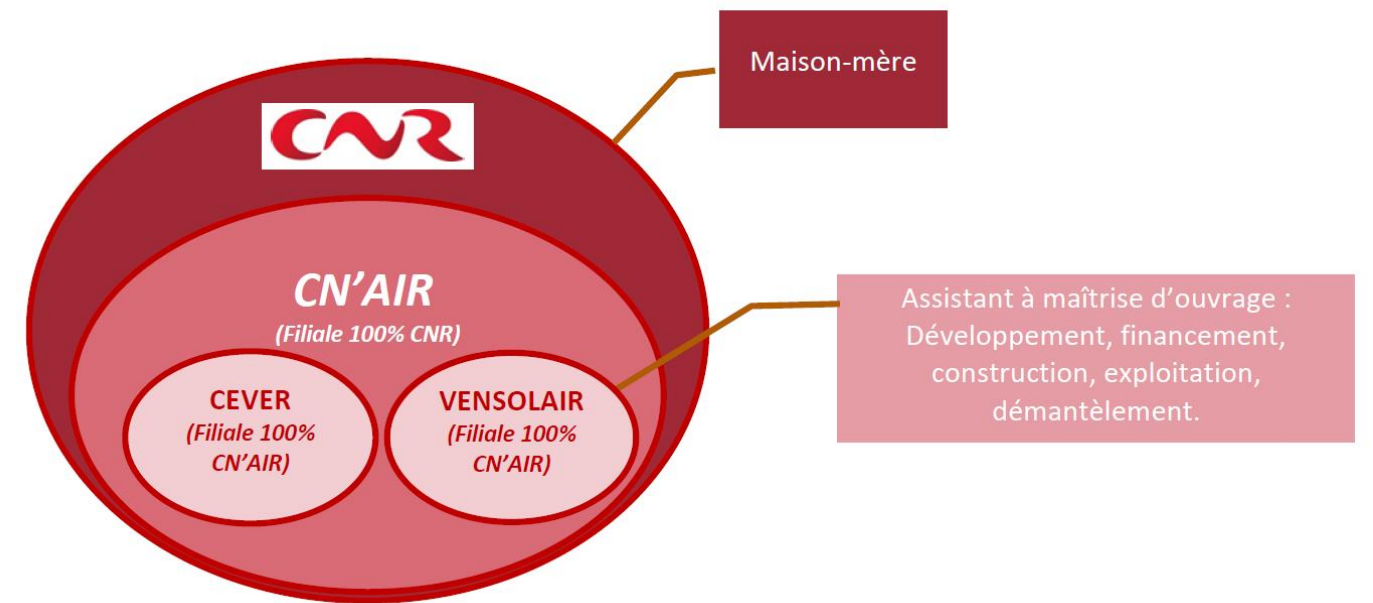 Maison-mère
CNR
CN’AIR
(Filiale 100% CNR)
CEVER
(Filiale 100%
CN’AIR)
VENSOLAIR
(Filiale 100%
CN’AIR)
Assistant à maîtrise d’ouvrage :
Développement, financement,
construction, exploitation,
démantèlement.